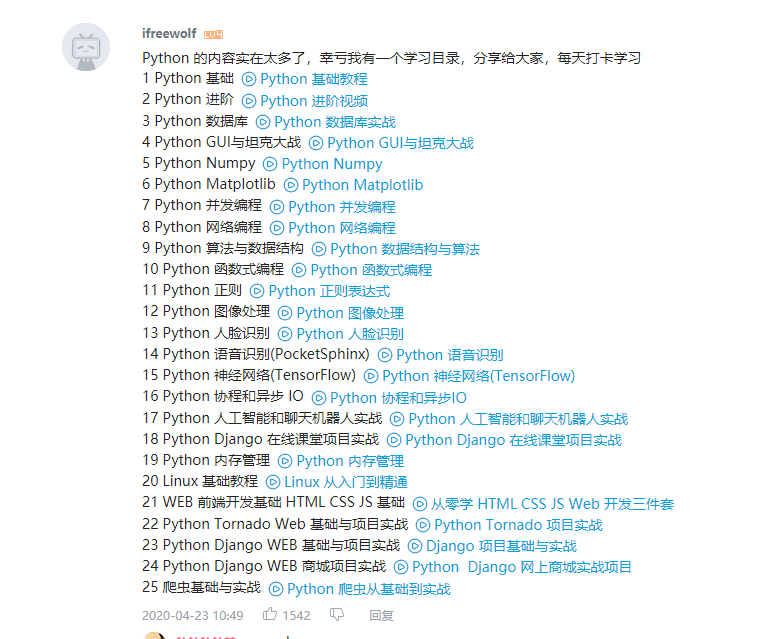 ifreewolf LV4
Python 的内容实在太多了，幸亏我有一个学习目录，分享给大家，每天打卡学习
1 Python 基础 Python 基础教程
2 Python 进阶 Python 进阶视频
3 Python 数据库 Python 数据库实战
4 Python GUI与坦克大战 Python GUI与坦克大战
5 Python Numpy Python Numpy
6 Python Matplotlib Python Matplotlib
7 Python 并发编程 Python 并发编程
8 Python 网络编程 Python 网络编程
9 Python 算法与数据结构 Python 数据结构与算法
10 Python 函数式编程 Python 函数式编程
11 Python 正则 Python 正则表达式
12 Python 图像处理 Python 图像处理
13 Python 人脸识别 Python 人脸识别
14 Python 语音识别(PocketSphinx) Python 语音识别
15 Python 神经网络(TensorFlow) Python 神经网络(TensorFlow)
16 Python 协程和异步 IO Python 协程和异步IO
17 Python 人工智能和聊天机器人实战 Python 人工智能和聊天机器人实战
18 Python Django 在线课堂项目实战 Python Django 在线课堂项目实战
19 Python 内存管理 Python 内存管理
20 Linux 基础教程 Linux 从入门到精通
21 WEB 前端开发基础 HTML CSS JS 基础 从零学 HTML CSS JS Web 开发三件套
22 Python Tornado Web 基础与项目实战 Python Tornado 项目实战
23 Python Django WEB 基础与项目实战 Django 项目基础与实战
24 Python Django WEB 商城项目实战 Python  Django 网上商城实战项目
25 爬虫基础与实战 Python 爬虫从基础到实战
2020-04-23 10:49 1542 回复